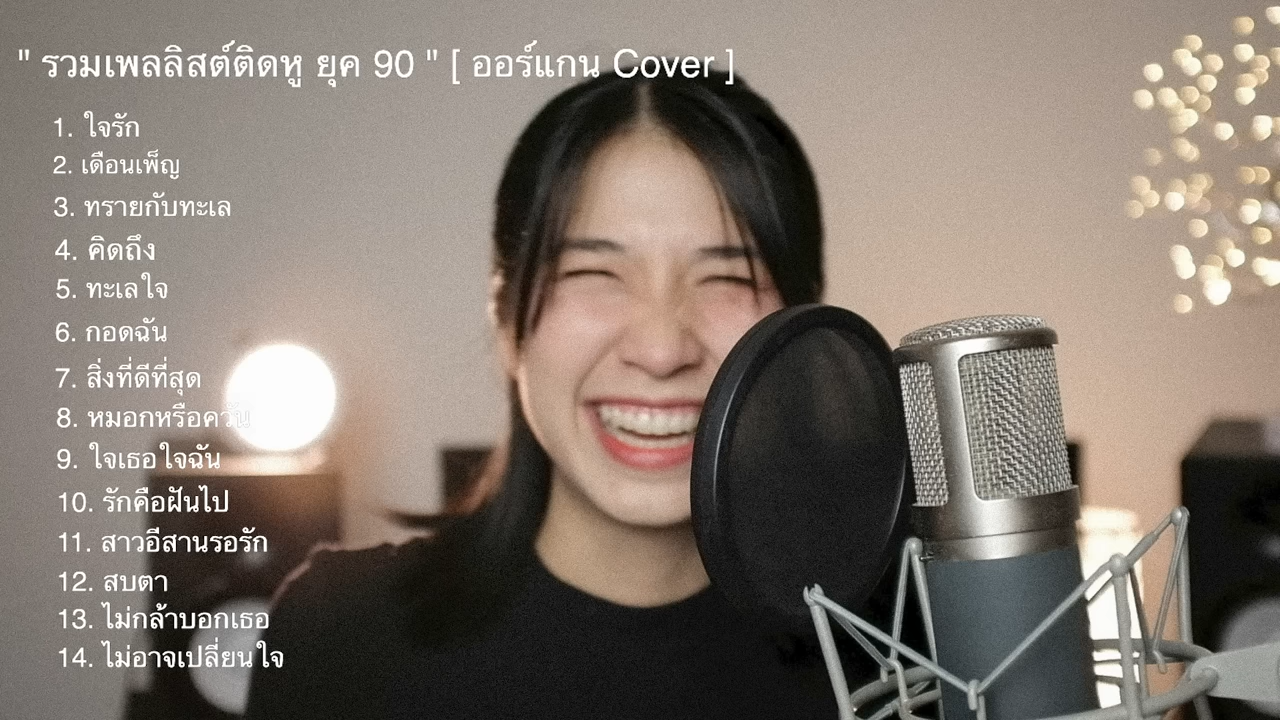 " รวมเพลลิสต์ติดหู ยุค 90 " [ ออร์แกน Cover ]
1. ใจรัก
2. เดือนเพ็ญ
3. ทรายกับทะเล
4. คิดถึง
5. ทะเลใจ
6. กอดฉัน
7. สิ่งที่ดีที่สุด
8. หมอกหรือควัน
9. ใจเธอใจฉัน
10. รักคือฝันไป
11. สาวอีสานรอรัก
12. สบตา
13. ไม่กล้าบอกเธอ
14. ไม่อาจเปลี่ยนใจ